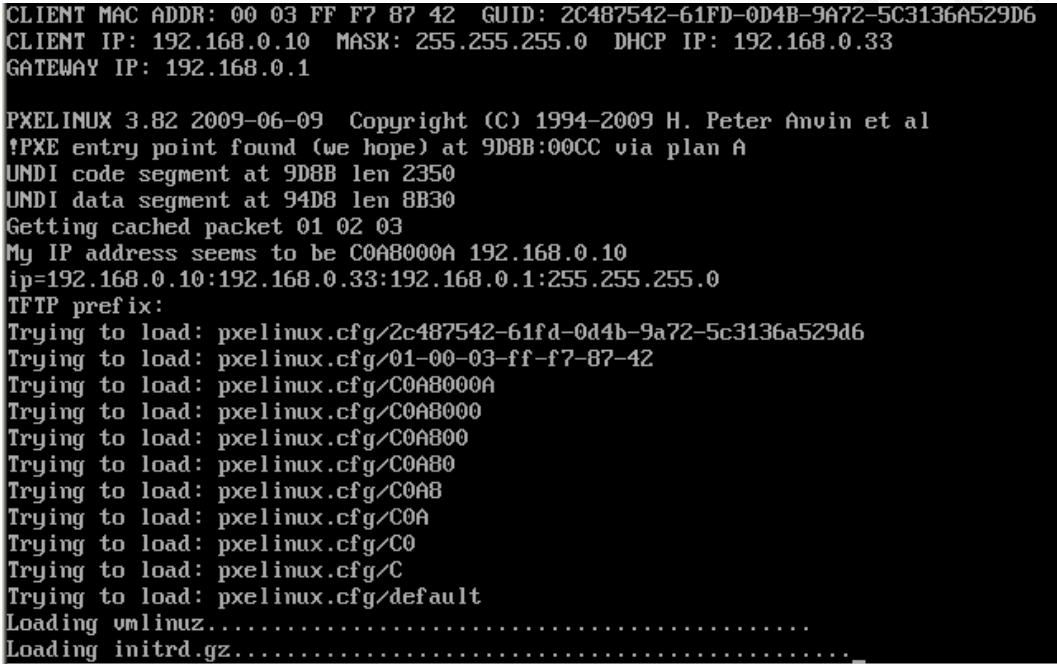 CLIENT MAC ADDR: 00 03 FF F7 87 42  GUID: 2C487542-61FD-0D4B-9A72-5C3136A529D6
CLIENT IP: 192.168.0.10  MASK: 255.255.255.0  DHCP IP: 192.168.0.33
GATEWAY IP: 192.168.0.1

PXELINUX 3.82 2009-06-09  Copyright (C) 1994-2009 H. Peter Anvin et al
!PXE entry point found (we hope) at 9D8B:00CC via plan A
UNDI code segment at 9D8B len 2350
UNDI data segment at 94D8 len 8B30
Getting cached packet 01 02 03
My IP address seems to be C0A8000A 192.168.0.10
ip=192.168.0.10:192.168.0.33:192.168.0.1:255.255.255.0
TFTP prefix:
Trying to load: pxelinux.cfg/2c487542-61fd-0d4b-9a72-5c3136a529d6
Trying to load: pxelinux.cfg/01-00-03-ff-f7-87-42
Trying to load: pxelinux.cfg/C0A8000A
Trying to load: pxelinux.cfg/C0A8000
Trying to load: pxelinux.cfg/C0A800
Trying to load: pxelinux.cfg/C0A80
Trying to load: pxelinux.cfg/C0A8
Trying to load: pxelinux.cfg/C0A
Trying to load: pxelinux.cfg/C0
Trying to load: pxelinux.cfg/C
Trying to load: pxelinux.cfg/default
Loading vmlinuz.............................................
Loading initrd.gz..............................................._